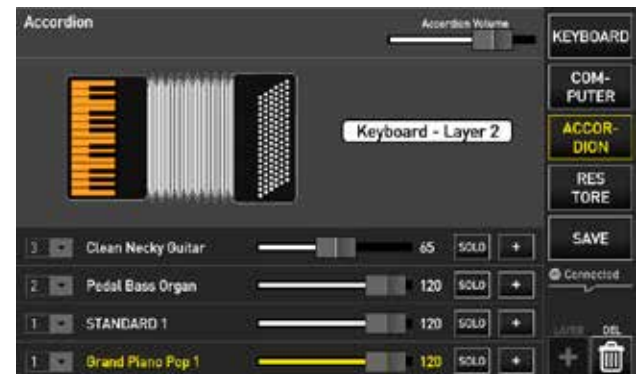 Accordion
Accordion Volume
KEYBOARD
COM-
PUTER
ACCOR-
DION
RES
TORE
SAVE
Connected
LAYER DEL
Keyboard - Layer 2
3 Clean Necky Guitar 65 SOLO +
2 Pedal Bass Organ 120 SOLO +
1 STANDARD 1 120 SOLO +
1 Grand Piano Pop 1 120 SOLO +
+